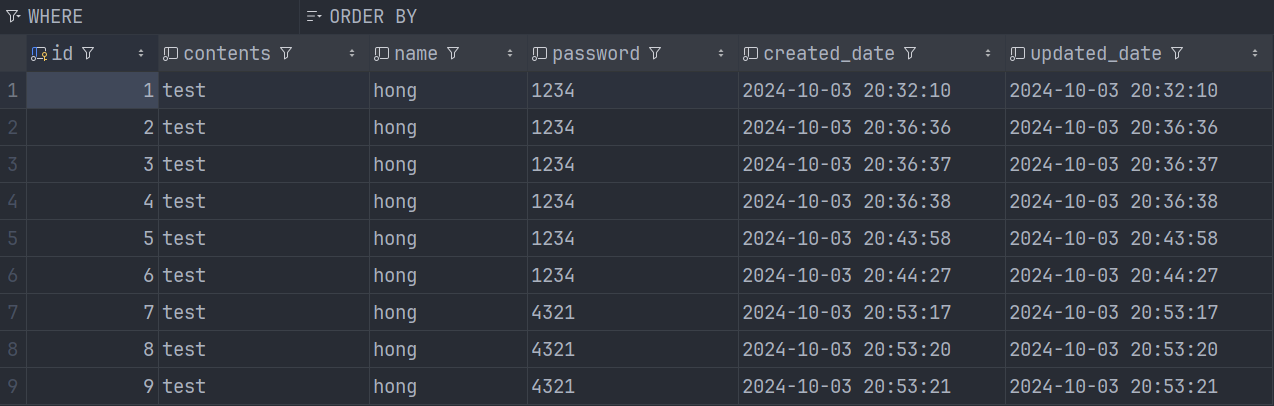 WHERE ORDER BY
id contents name password created_date updated_date
1 1 test hong 1234 2024-10-03 20:32:10 2024-10-03 20:32:10
2 2 test hong 1234 2024-10-03 20:36:36 2024-10-03 20:36:36
3 3 test hong 1234 2024-10-03 20:36:37 2024-10-03 20:36:37
4 4 test hong 1234 2024-10-03 20:36:38 2024-10-03 20:36:38
5 5 test hong 1234 2024-10-03 20:43:58 2024-10-03 20:43:58
6 6 test hong 1234 2024-10-03 20:44:27 2024-10-03 20:44:27
7 7 test hong 4321 2024-10-03 20:53:17 2024-10-03 20:53:17
8 8 test hong 4321 2024-10-03 20:53:20 2024-10-03 20:53:20
9 9 test hong 4321 2024-10-03 20:53:21 2024-10-03 20:53:21